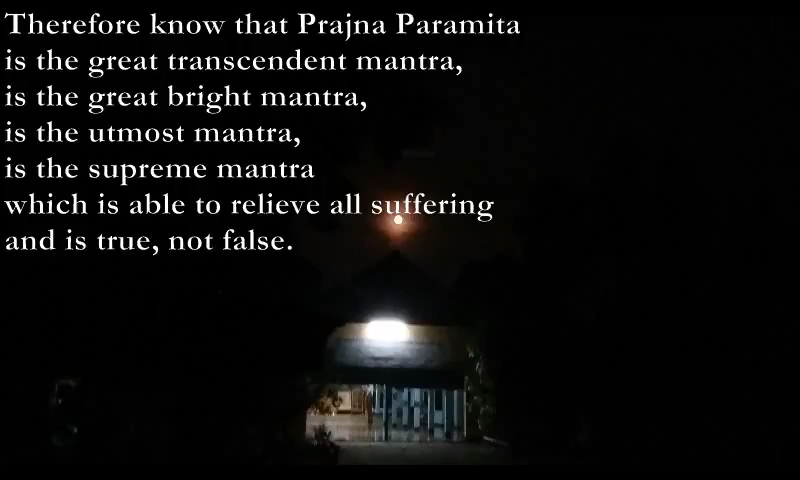 Therefore know that Prajna Paramita
is the great transcendent mantra,
is the great bright mantra,
is the utmost mantra,
is the supreme mantra
which is able to relieve all suffering
and is true, not false.